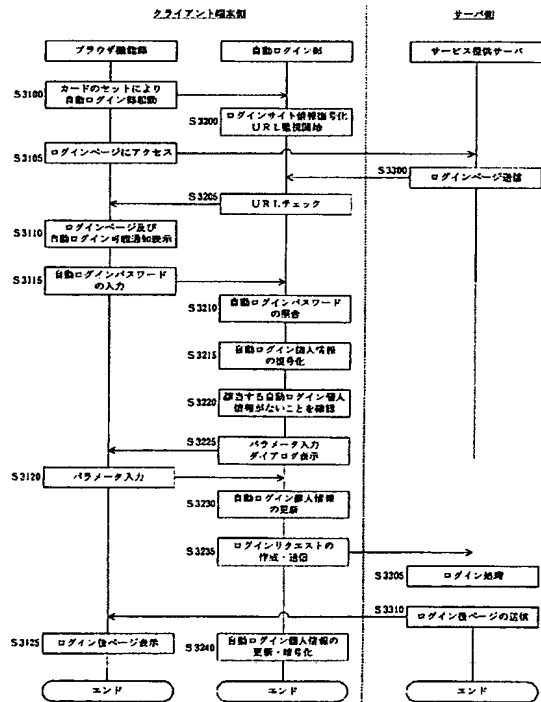 クライアント端末側
サーバ側
ブラウザ機能部
自動ログイン部
サービス提供サーバ
S3100
カードのセットにより
自動ログイン部起動
S3200
ログインサイト情報復号化
URL監視開始
S3105
ログインページにアクセス
S3300
ログインページ送信
S3205
URLチェック
S3110
ログインページ及び
自動ログイン可能通知表示
S3115
自動ログインパスワード
の入力
S3210
自動ログインパスワード
の照合
S3215
自動ログイン個人情報
の復号化
S3220
該当する自動ログイン個人
情報がないことを確認
S3225
パラメータ入力
ダイアログ表示
S3120
パラメータ入力
S3230
自動ログイン個人情報
の更新
S3235
ログインリクエストの
作成・送信
S3305
ログイン処理
S3310
ログイン後ページの送信
S3125
ログイン後ページ表示
S3240
自動ログイン個人情報の
更新・暗号化
エンド
エンド
エンド